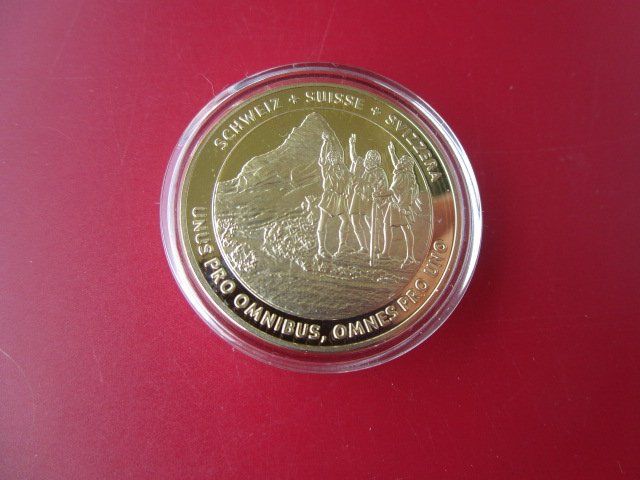 SCHWEIZ + SUISSE + SVIZZERA
UNUS PRO OMNIBUS, OMNES PRO UNO